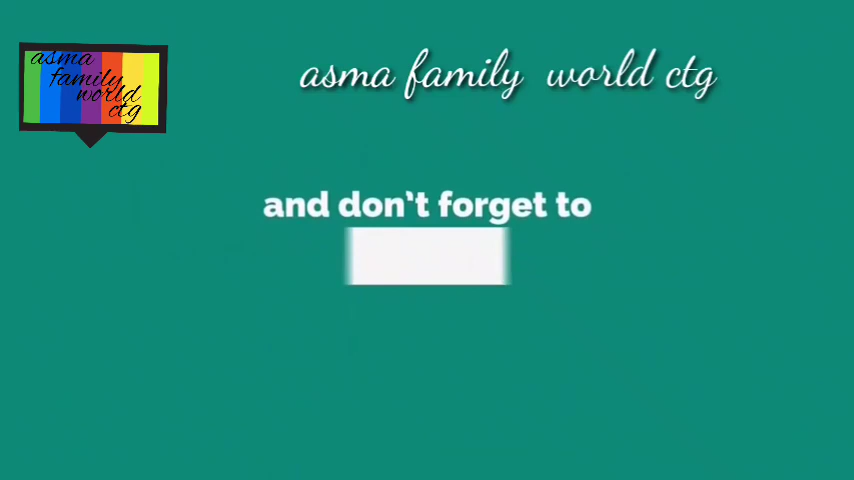 asma
family
world
ctg
asma family world ctg
and don't forget to